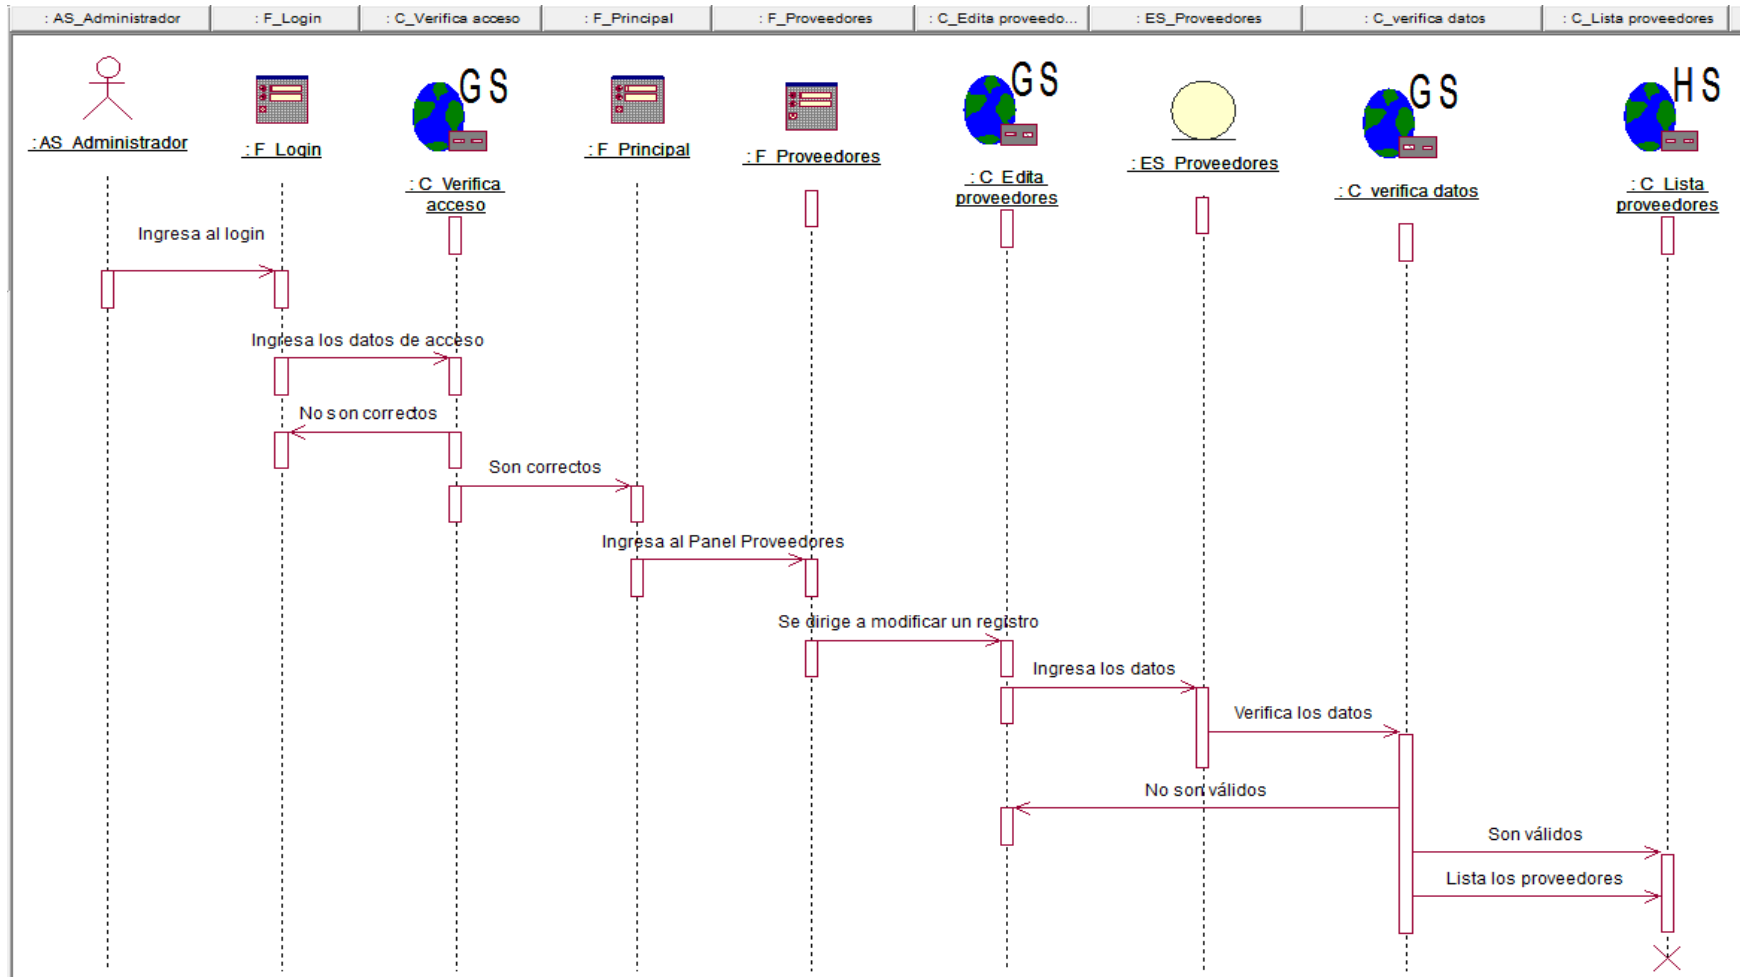 : AS_Administrador
: F_Login
: C_Verifica acceso
: F_Principal
: F_Proveedores
: C_Edita proveedo...
: ES_Proveedores
: C_verifica datos
: C_Lista proveedores
GS
GS
GS
HS
: AS_Administrador
: F_Login
: C_Verifica
acceso
: F_Principal
: F_Proveedores
: C_Edita
proveedores
: ES_Proveedores
: C_verifica datos
: C_Lista
proveedores
Ingresa al login
Ingresa los datos de acceso
No son correctos
Son correctos
Ingresa al Panel Proveedores
Se dirige a modificar un registro
Ingresa los datos
Verifica los datos
No son válidos
Son válidos
Lista los proveedores